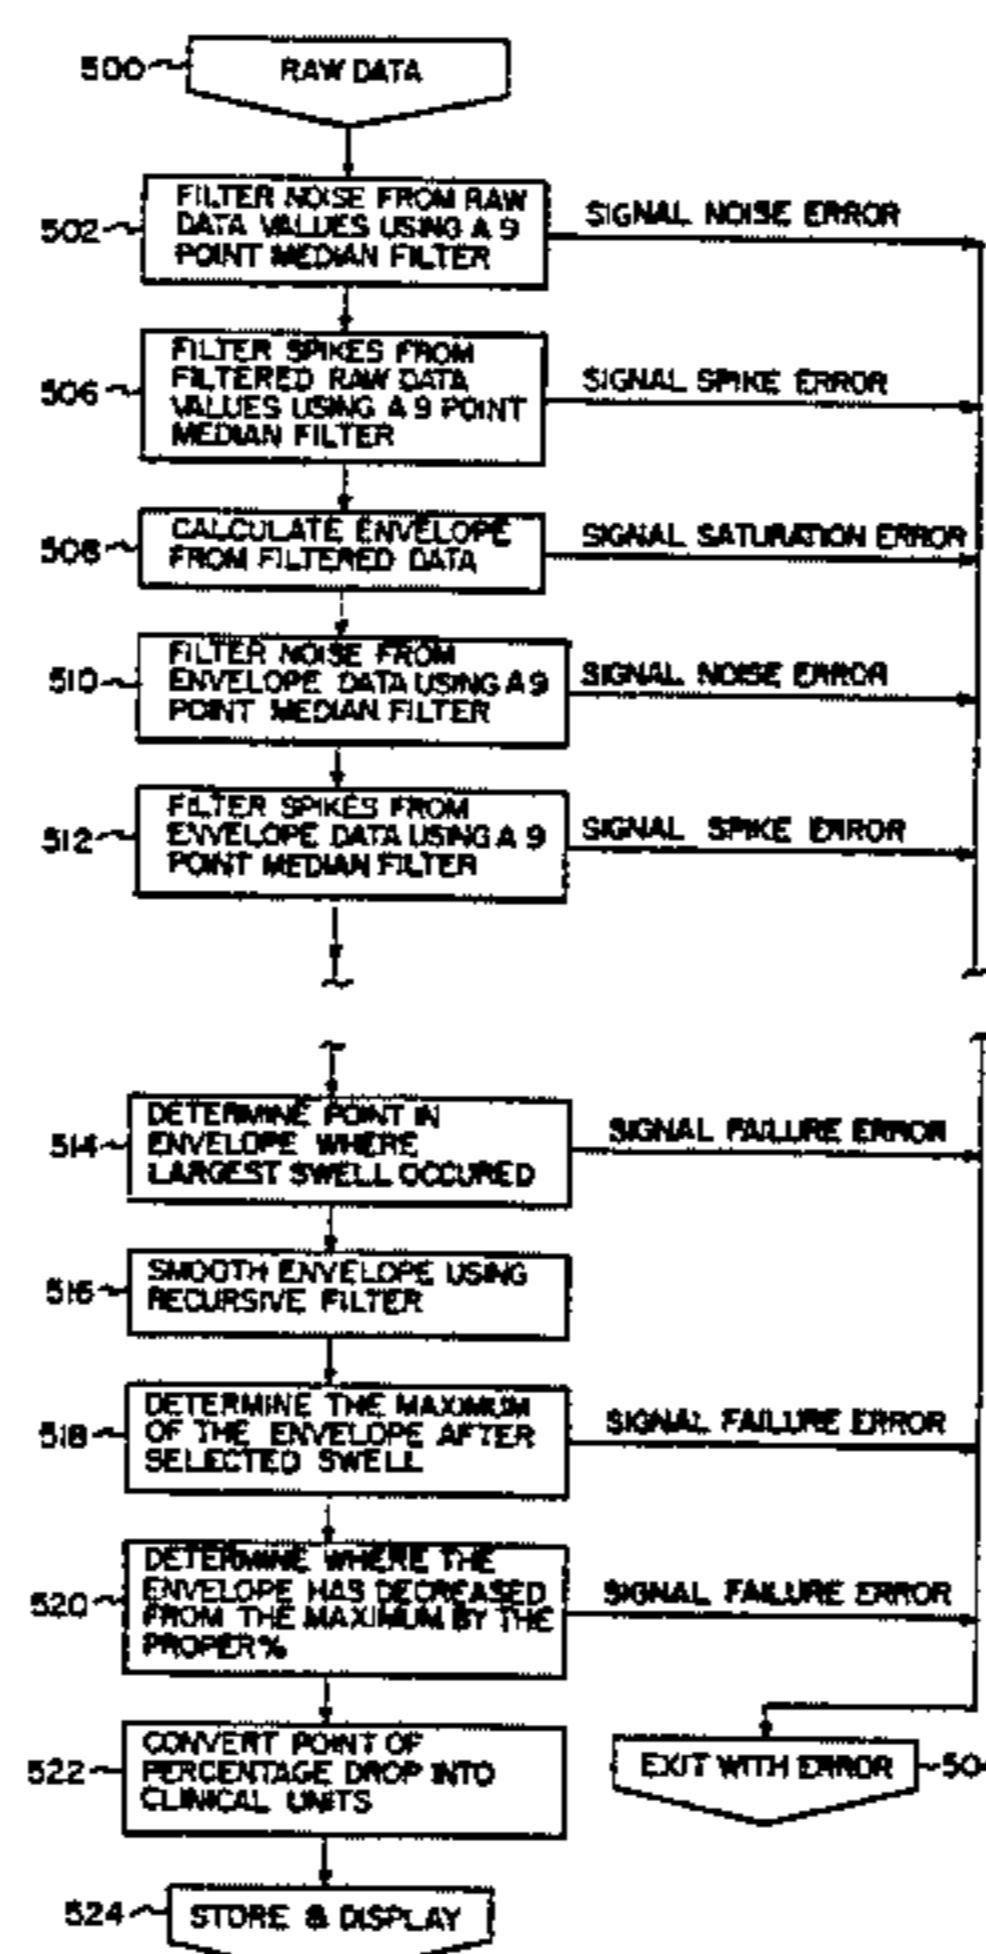 500
RAW DATA
502
FILTER NOISE FROM RAW
DATA VALUES USING A 9
POINT MEDIAN FILTER
SIGNAL NOISE ERROR
506
FILTER SPIKES FROM
FILTERED RAW DATA
VALUES USING A 9 POINT
MEDIAN FILTER
SIGNAL SPIKE ERROR
508
CALCULATE ENVELOPE
FROM FILTERED DATA
SIGNAL SATURATION ERROR
510
FILTER NOISE FROM
ENVELOPE DATA USING A 9
POINT MEDIAN FILTER
SIGNAL NOISE ERROR
512
FILTER SPIKES FROM
ENVELOPE DATA USING A 9
POINT MEDIAN FILTER
SIGNAL SPIKE ERROR
514
DETERMINE POINT IN
ENVELOPE WHERE
LARGEST SWELL OCCURED
SIGNAL FAILURE ERROR
516
SMOOTH ENVELOPE USING
RECURSIVE FILTER
518
DETERMINE THE MAXIMUM
OF THE ENVELOPE AFTER
SELECTED SWELL
SIGNAL FAILURE ERROR
520
DETERMINE WHERE THE
ENVELOPE HAS DECREASED
FROM THE MAXIMUM BY THE
PROPER %
SIGNAL FAILURE ERROR
522
CONVERT POINT OF
PERCENTAGE DROP INTO
CLINICAL UNITS
EXIT WITH ERROR
524
STORE & DISPLAY